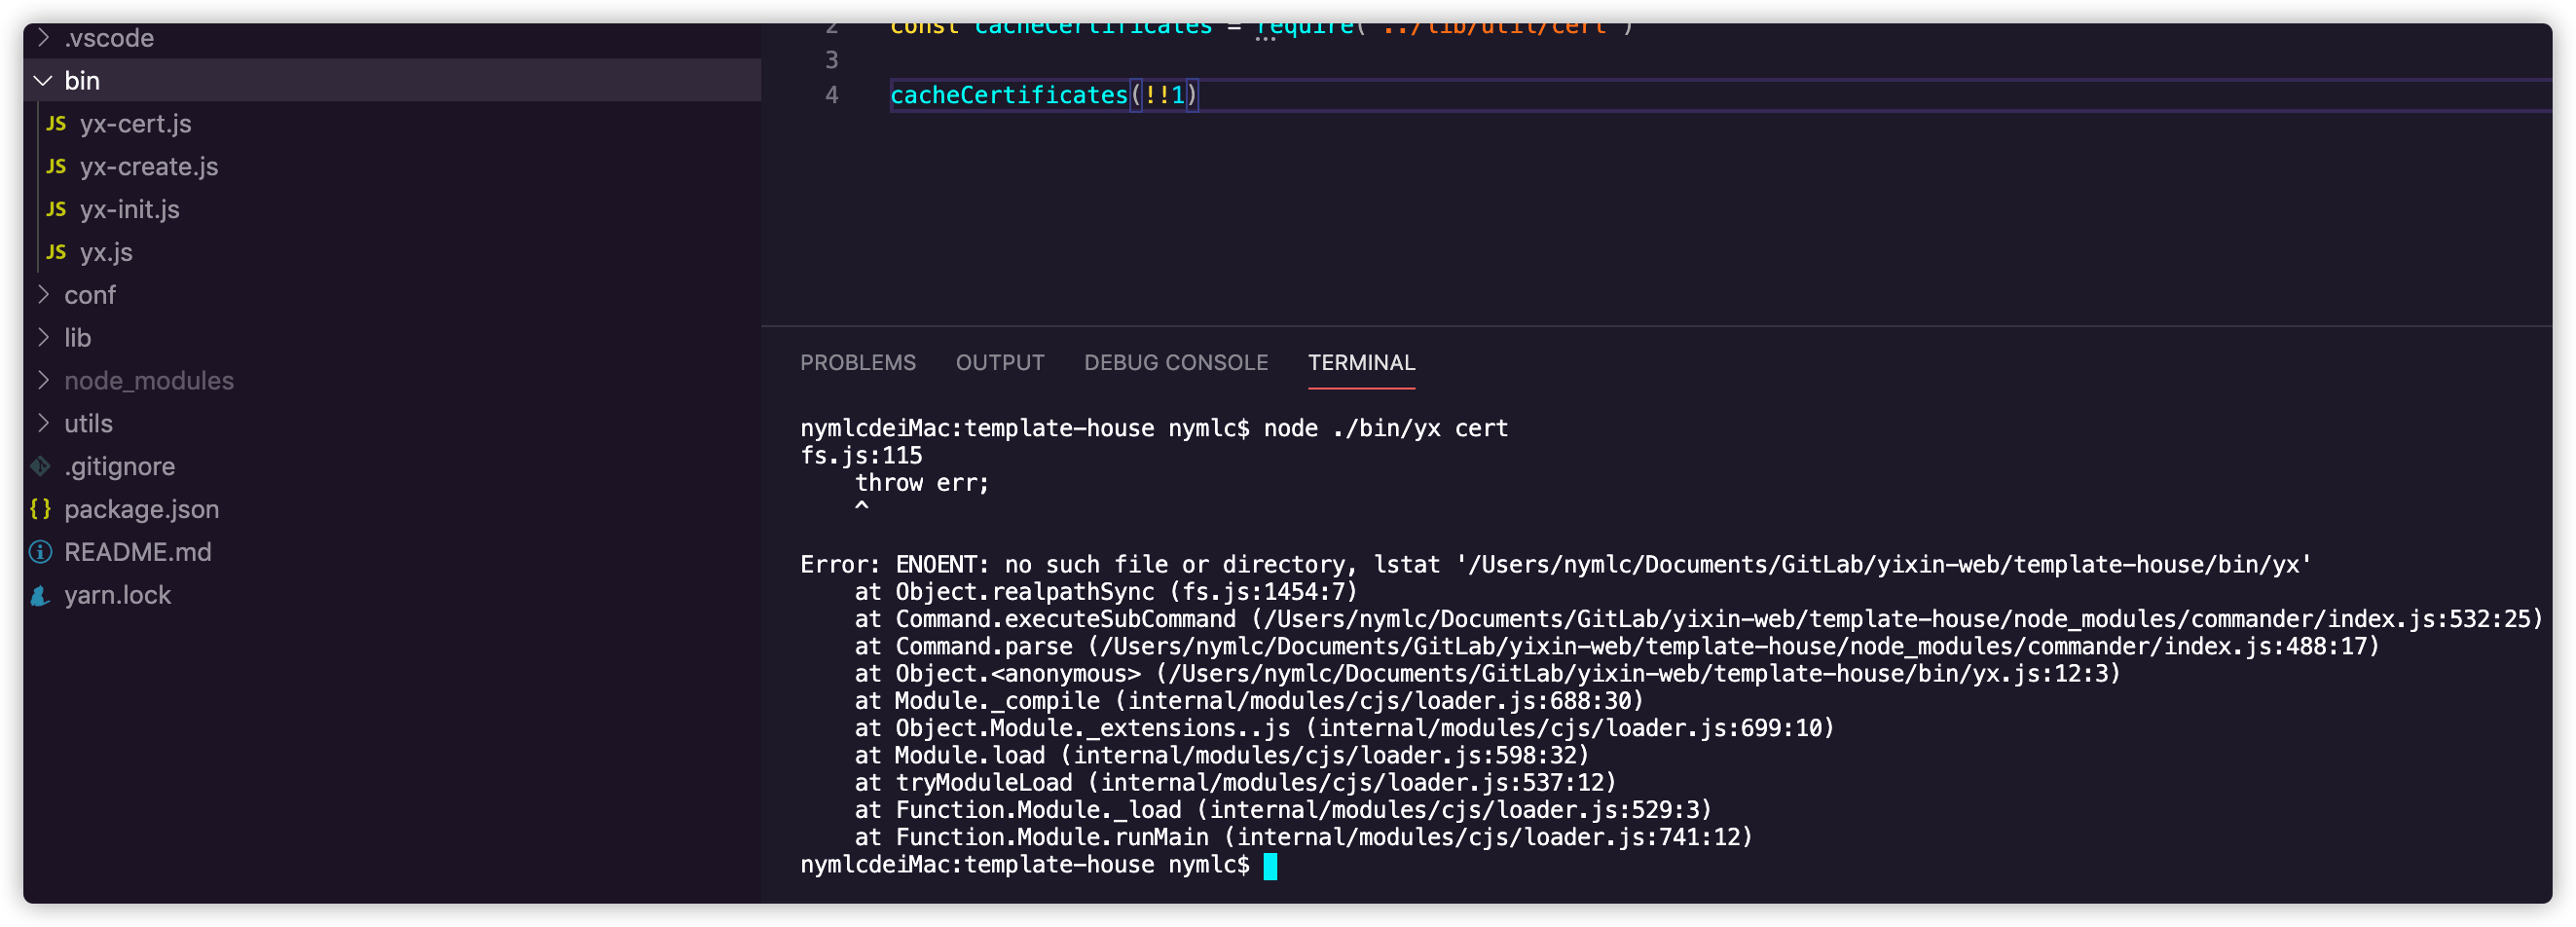 .vscode
bin
JS yx-cert.js
JS yx-create.js
JS yx-init.js
JS yx.js
conf
lib
node_modules
utils
.gitignore
{} package.json
README.md
yarn.lock
2 const cacheCertificates = require('../lib/util/cert')
3
4 cacheCertificates(!!1)
PROBLEMS OUTPUT DEBUG CONSOLE TERMINAL
nymlcdeiMac:template-house nymlc$ node ./bin/yx cert
fs.js:115
    throw err;
    ^
Error: ENOENT: no such file or directory, lstat '/Users/nymlc/Documents/GitLab/yixin-web/template-house/bin/yx'
    at Object.realpathSync (fs.js:1454:7)
    at Command.executeSubCommand (/Users/nymlc/Documents/GitLab/yixin-web/template-house/node_modules/commander/index.js:532:25)
    at Command.parse (/Users/nymlc/Documents/GitLab/yixin-web/template-house/node_modules/commander/index.js:488:17)
    at Object.<anonymous> (/Users/nymlc/Documents/GitLab/yixin-web/template-house/bin/yx.js:12:3)
    at Module._compile (internal/modules/cjs/loader.js:688:30)
    at Object.Module._extensions..js (internal/modules/cjs/loader.js:699:10)
    at Module.load (internal/modules/cjs/loader.js:598:32)
    at tryModuleLoad (internal/modules/cjs/loader.js:537:12)
    at Function.Module._load (internal/modules/cjs/loader.js:529:3)
    at Function.Module.runMain (internal/modules/cjs/loader.js:741:12)
nymlcdeiMac:template-house nymlc$